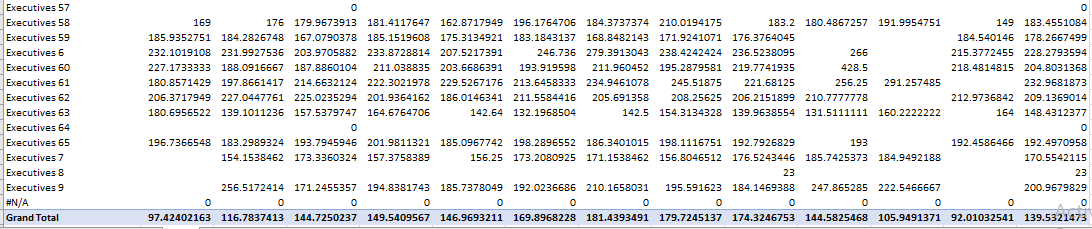 Executives 57 0 0
Executives 58 169 176 179.9673913 181.4117647 162.8717949 196.1764706 184.3737374 210.0194175 183.2 180.4867257 191.9954751 149 183.4551084
Executives 59 185.9352751 184.2826748 167.0790378 185.1519608 175.3134921 183.1843137 168.8482143 171.9241071 176.3764045 184.540146 178.2667499
Executives 6 232.1019108 231.9927536 203.9705882 233.8728814 207.5217391 246.736 279.3913043 238.4242424 236.5238095 266 215.3772455 228.2793594
Executives 60 227.1733333 188.0916667 187.8860104 211.038835 203.6686391 193.919598 211.960452 195.2879581 219.7741935 428.5 218.4814815 204.8031368
Executives 61 180.8571429 197.8661417 214.6632124 222.3021978 229.5267176 213.6458333 234.9461078 245.51875 221.68125 256.25 291.257485 232.9681873
Executives 62 206.3717949 227.0447761 225.0235294 201.9364162 186.0146341 211.5584416 205.691358 208.25625 206.2151899 210.7777778 212.9736842 209.1369014
Executives 63 180.6956522 139.1011236 157.5379747 164.6764706 142.64 132.1968504 142.5 154.3134328 139.9638554 131.5111111 160.2222222 164 148.4312377
Executives 64 0 0
Executives 65 196.7366548 183.2989324 193.7945946 201.9811321 185.0967742 198.2896552 186.3401015 198.1116751 192.7926829 193 192.4586466 192.4970958
Executives 7 154.1538462 173.3360324 157.3758389 156.25 173.2080925 171.1538462 156.8046512 176.5243446 185.7425373 184.9492188 170.5542115
Executives 8 23 23
Executives 9 256.5172414 171.2455357 194.8381743 185.7378049 192.0236686 210.1658031 195.591623 184.1469388 247.865285 222.5466667 200.9679829
#N/A 0 0 0 0 0 0 0 0 0 0 0 0 0
Grand Total 97.42402163 116.7837413 144.7250237 149.5409567 146.9693211 169.8968228 181.4393491 179.7245137 174.3246753 144.5825468 105.9491371 92.01032541 139.5321473